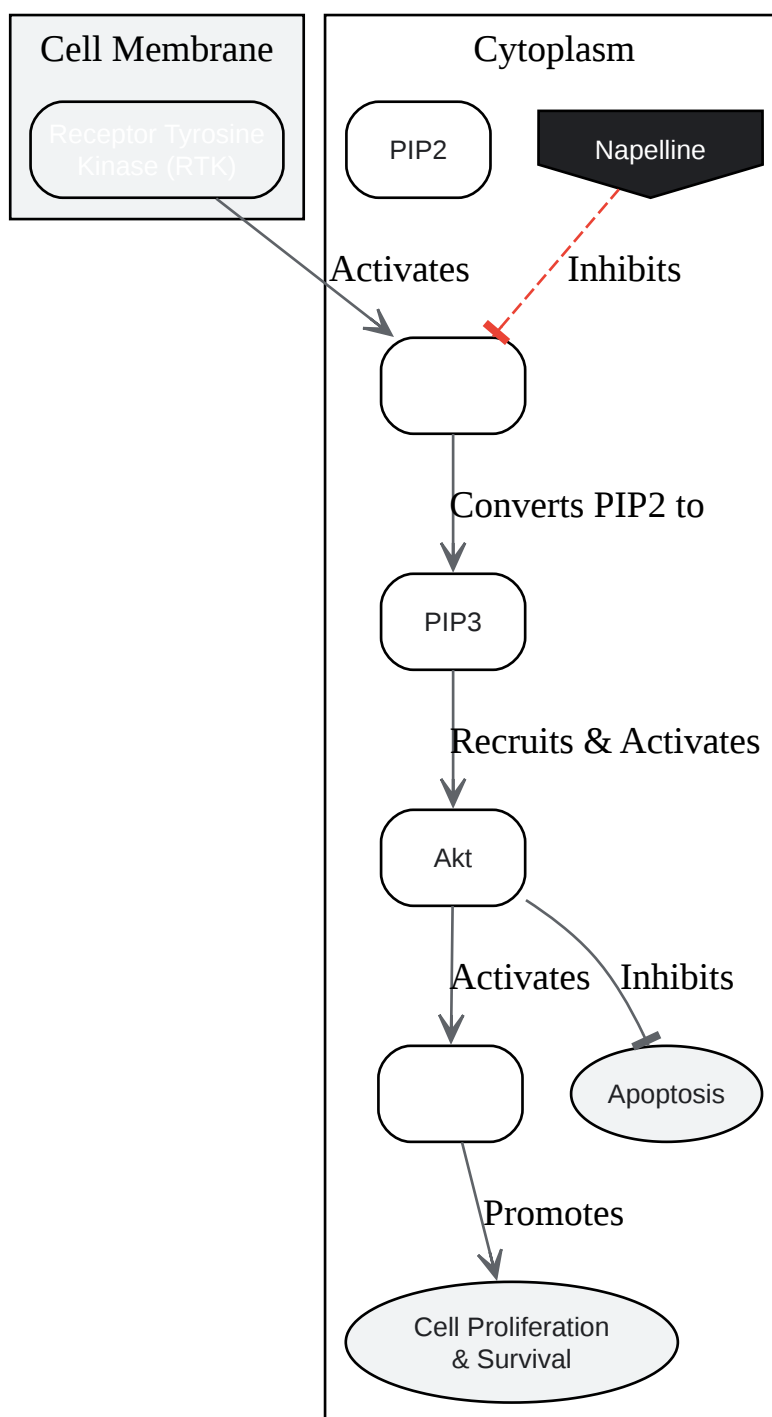 Cell Membrane
Cytoplasm
Receptor Tyrosine
Kinase (RTK)
PIP2
Napelline
Activates
Inhibits
Converts PIP2 to
PIP3
Recruits & Activates
Akt
Activates
Inhibits
Apoptosis
Promotes
Cell Proliferation
& Survival